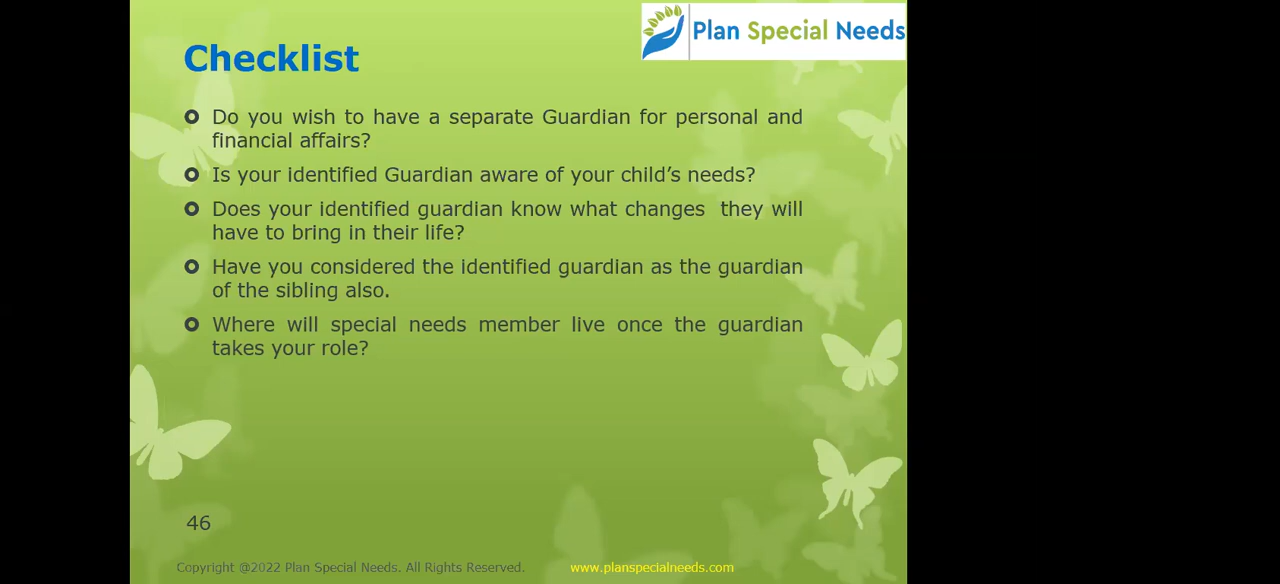 Plan Special Needs
Checklist
Do you wish to have a separate Guardian for personal and
financial affairs?
Is your identified Guardian aware of your child’s needs?
Does your identified guardian know what changes they will
have to bring in their life?
Have you considered the identified guardian as the guardian
of the sibling also.
Where will special needs member live once the guardian
takes your role?
46
Copyright @2022 Plan Special Needs. All Rights Reserved. www.planspecialneeds.com